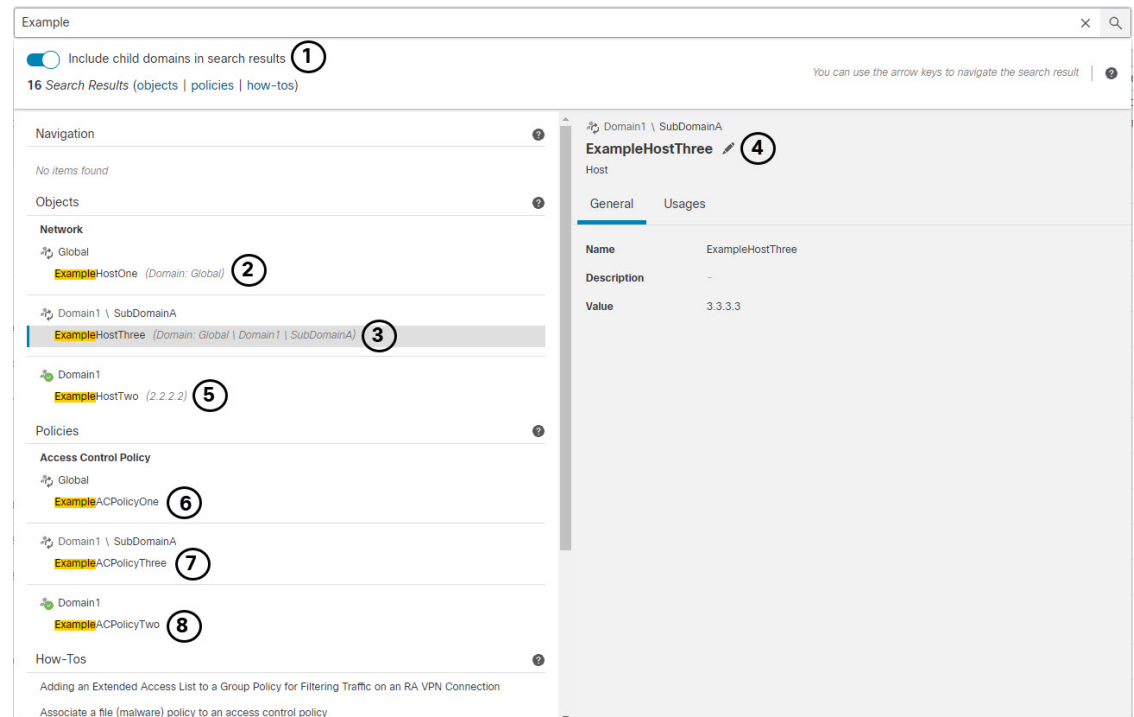 Example
Include child domains in search results 1
16 Search Results (objects | policies | how-tos)
You can use the arrow keys to navigate the search result
Navigation
No items found
Objects
Network
Global
ExampleHostOne (Domain: Global) 2
Domain1 \ SubDomainA
ExampleHostThree (Domain: Global \ Domain1 \ SubDomainA) 3
Domain1
ExampleHostTwo (2.2.2.2) 5
Policies
Access Control Policy
Global
ExampleACPolicyOne 6
Domain1 \ SubDomainA
ExampleACPolicyThree 7
Domain1
ExampleACPolicyTwo 8
How-Tos
Adding an Extended Access List to a Group Policy for Filtering Traffic on an RA VPN Connection
Associate a file (malware) policy to an access control policy
Domain1 \ SubDomainA
ExampleHostThree 4
Host
General Usages
Name ExampleHostThree
Description –
Value 3.3.3.3